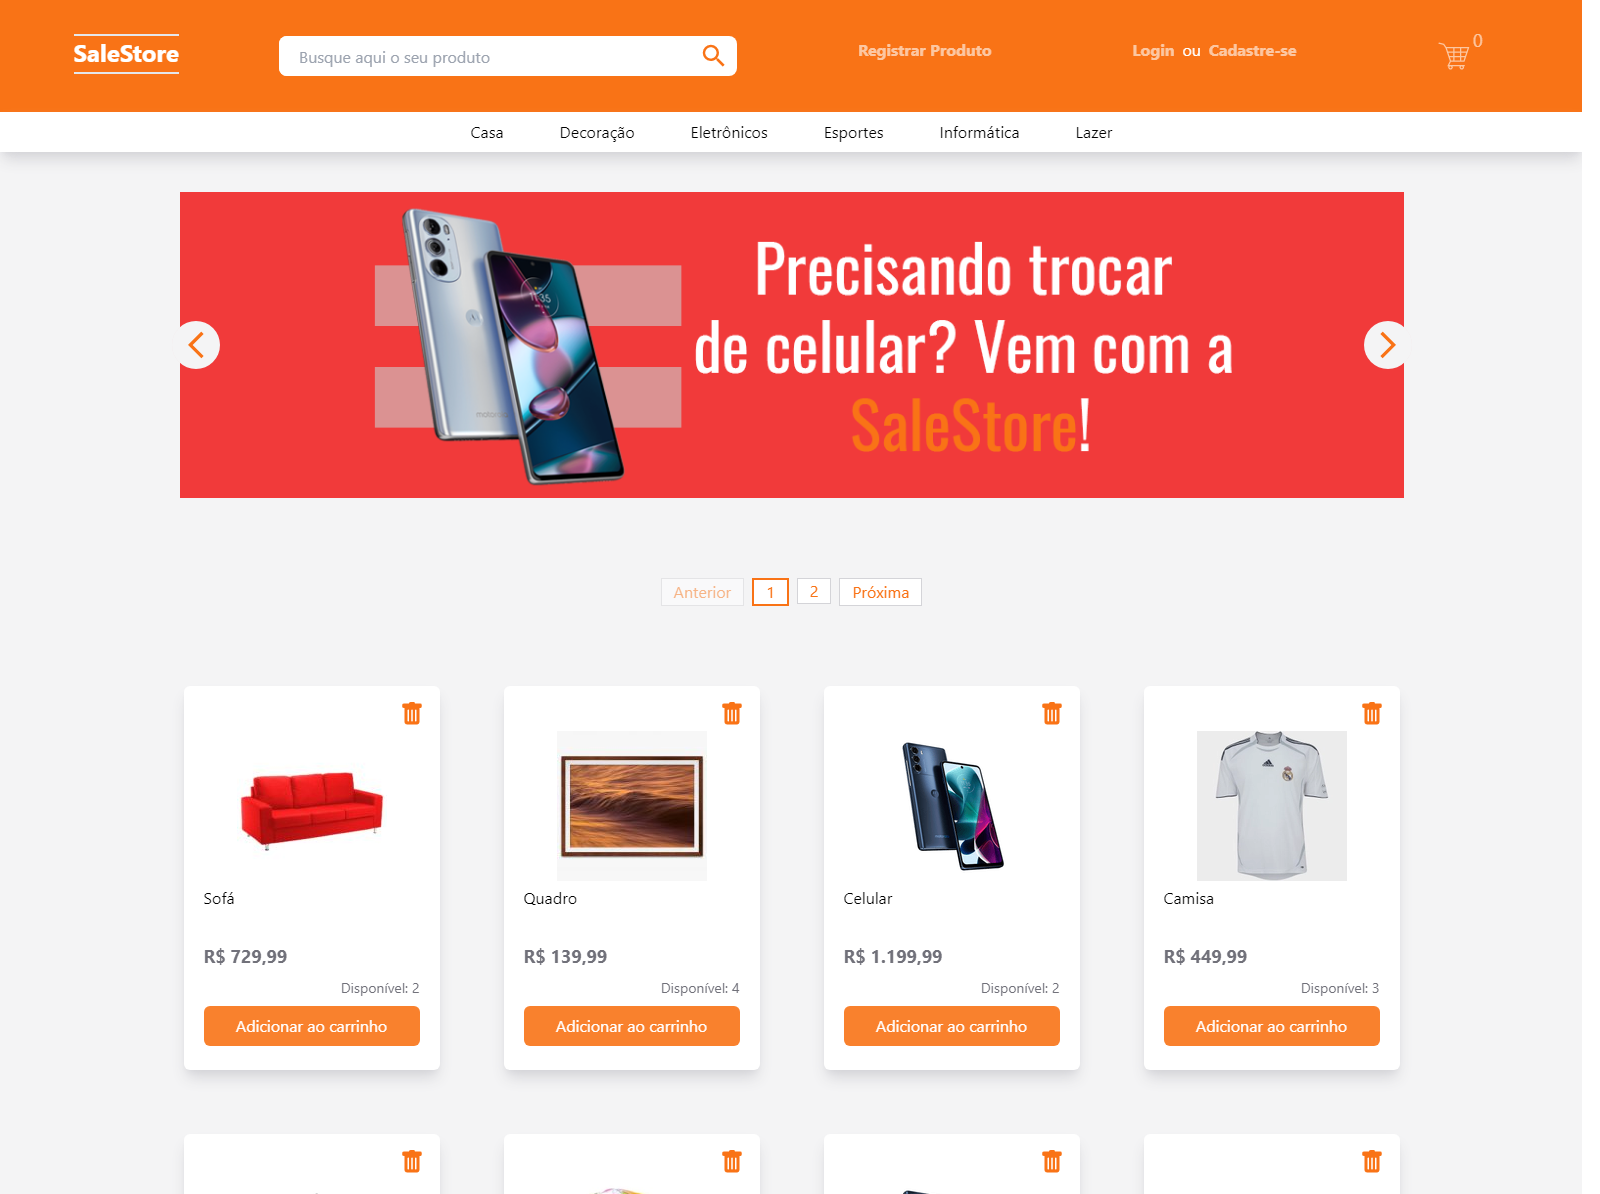 SaleStore
Busque aqui o seu produto
Registrar Produto
Login ou Cadastre-se
0
Casa Decoração Eletrônicos Esportes Informática Lazer
Precisando trocar
de celular? Vem com a
SaleStore!
Anterior 1 2 Próxima
Sofá
R$ 729,99
Disponível: 2
Adicionar ao carrinho
Quadro
R$ 139,99
Disponível: 4
Adicionar ao carrinho
Celular
R$ 1.199,99
Disponível: 2
Adicionar ao carrinho
Camisa
R$ 449,99
Disponível: 3
Adicionar ao carrinho